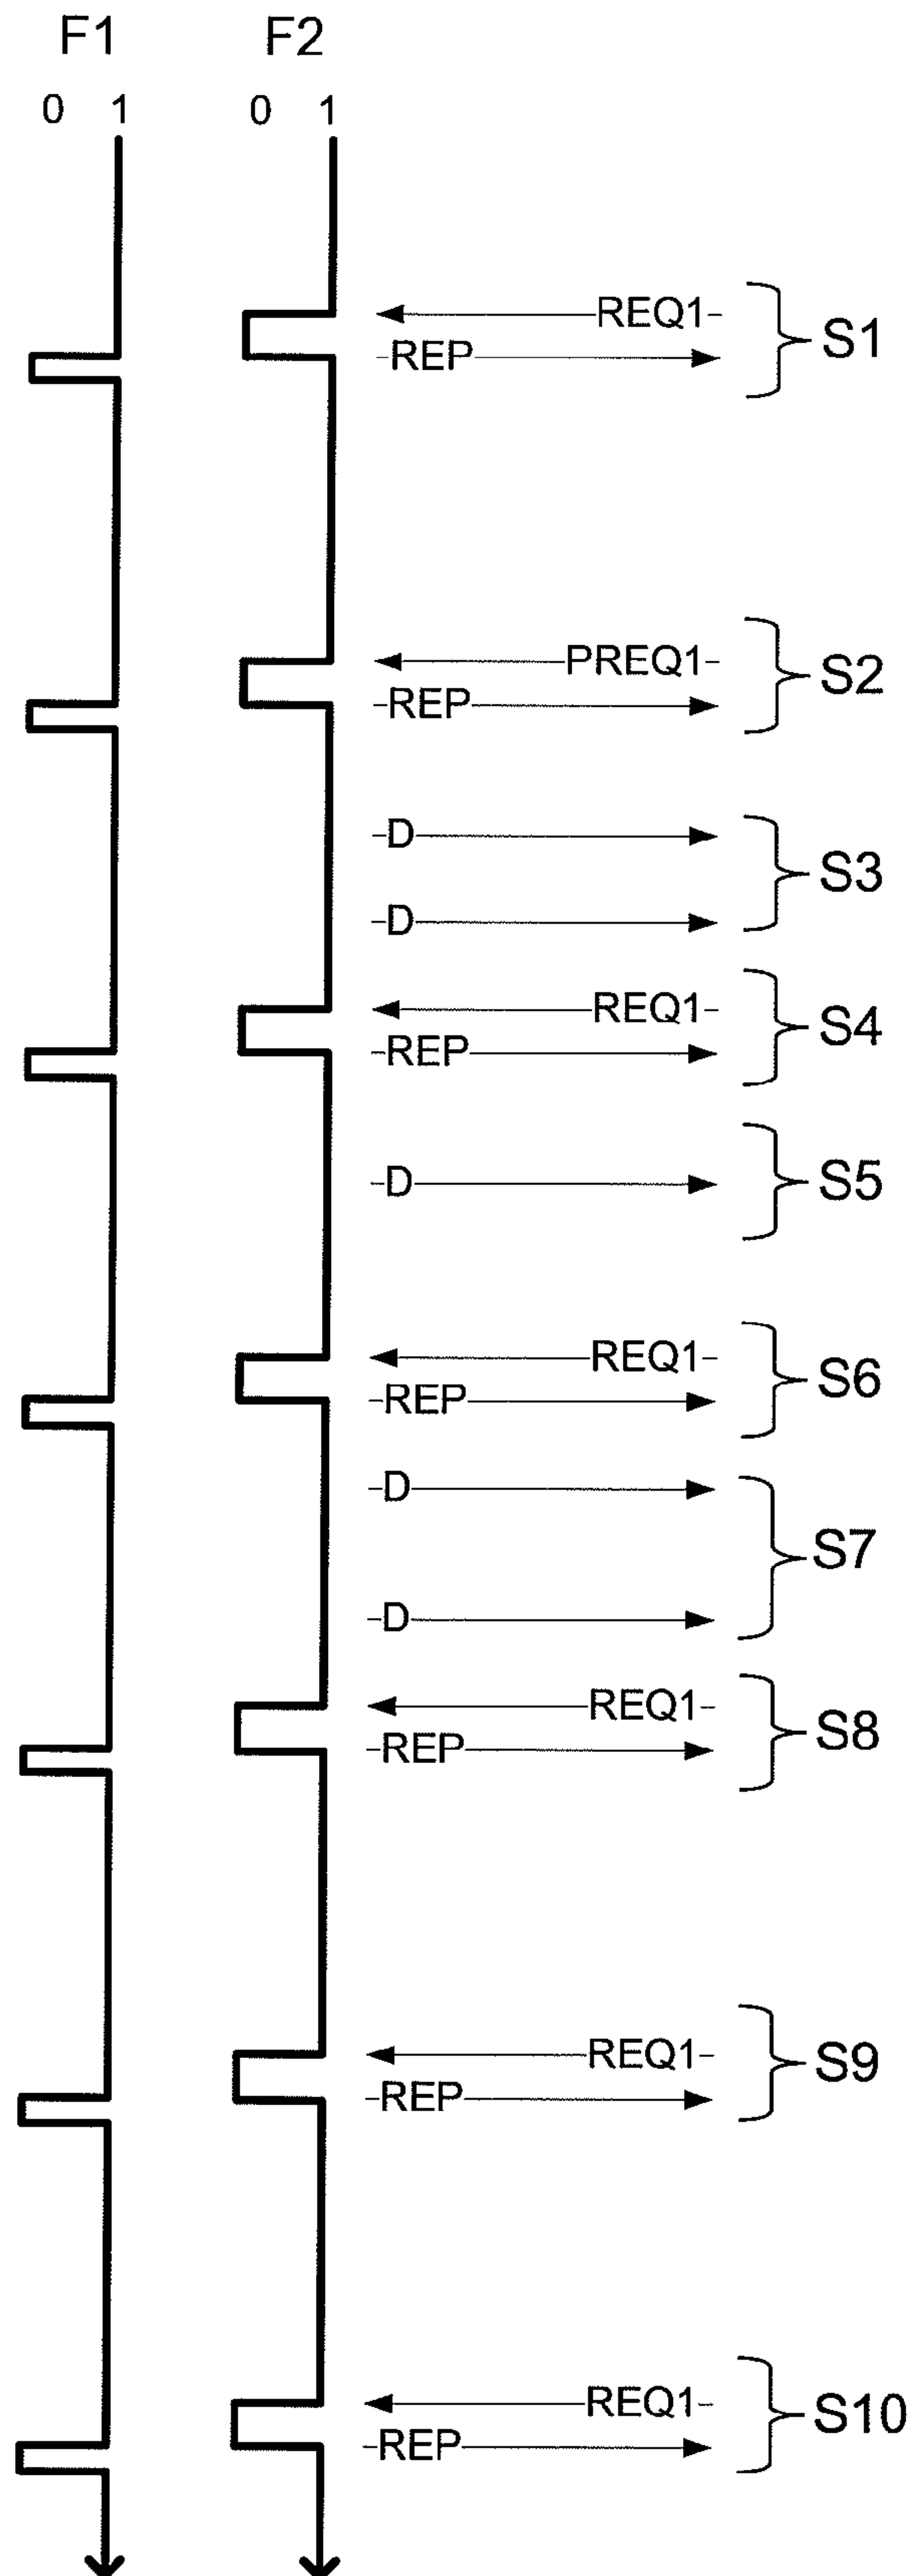 F1 F2
0 1 0 1
REQ1
REP
S1
PREQ1
REP
S2
D
D
S3
REQ1
REP
S4
D
S5
REQ1
REP
S6
D
D
S7
REQ1
REP
S8
REQ1
REP
S9
REQ1
REP
S10